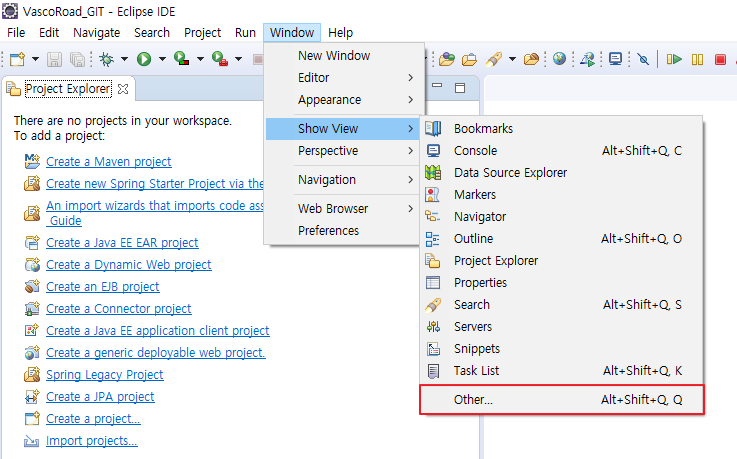 VascoRoad_GIT - Eclipse IDE
File Edit Navigate Search Project Run Window Help
Project Explorer
There are no projects in your workspace.
To add a project:
Create a Maven project
Create new Spring Starter Project via the
An import wizards that imports code ass
Guide
Create a Java EE EAR project
Create a Dynamic Web project
Create an EJB project
Create a Connector project
Create a Java EE application client project
Create a generic deployable web project.
Spring Legacy Project
Create a JPA project
Create a project...
Import projects...
New Window
Editor
Appearance
Show View
Perspective
Navigation
Web Browser
Preferences
Bookmarks
Console Alt+Shift+Q, C
Data Source Explorer
Markers
Navigator
Outline Alt+Shift+Q, O
Project Explorer
Properties
Search Alt+Shift+Q, S
Servers
Snippets
Task List Alt+Shift+Q, K
Other... Alt+Shift+Q, Q